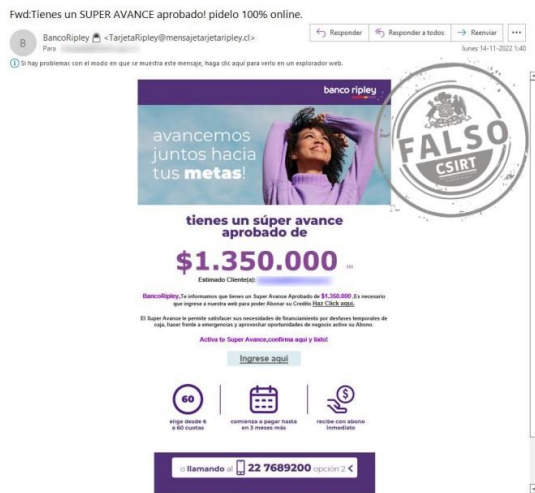 Fwd:Tienes un SUPER AVANCE aprobado! pidelo 100% online.
B
BancoRipley <TarjetaRipley@mensajetarjetaripley.cl>
Para
Responder
Responder a todos
Reenviar
lunes 14-11-2022 1:40
Si hay problemas con el modo en que se muestra este mensaje, haga clic aquí para verlo en un explorador web.
banco ripley
FALSO
CSIRT
avancemos
juntos hacia
tus metas!
tienes un súper avance
aprobado de
$1.350.000
Estimado Cliente(a):
BancoRipley,Te informamos que tienes un Super Avance Aprobado de $1.350.000,Es necesario
que ingrese a nuestra web para poder Abonar su Credito Haz Click aqui.
El Super Avance le permite satisfacer sus necesidades de financiamiento por desfases temporales de
caja, hacer frente a emergencias y aprovechar oportunidades de negocio active su Abono.
Activa tu Super Avance,confirma aqui y listo!
Ingrese aqui
60
elige desde 6
a 60 cuotas
comienza a pagar hasta
en 3 meses más
recibe con abono
inmediato
o llamando al 22 7689200 opción 2